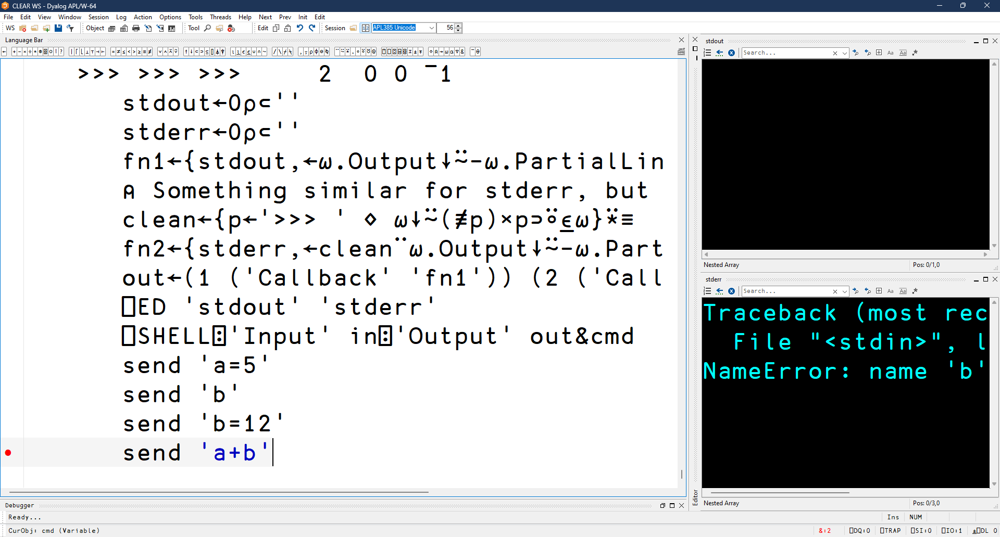 CLEAR WS - Dyalog APL/W-64
File Edit View Window Session Log Action Options Tools Threads Help Next Prev Init Edit
WS Object Tool Edit Session APL385 Unicode 56
Language Bar
>>> >>> >>> 2 0 0 ¯1
stdout←0⍴⊂''
stderr←0⍴⊂''
fn1←{stdout,←⍵.Output↓⍨-⍵.PartialLin
⍝ Something similar for stderr, but
clean←{p←'>>> ' ⋄ ⍵↓⍨(≢p)×p⊃⍥⍷⍵}⍣≡
fn2←{stderr,←clean¨⍵.Output↓⍨-⍵.Part
out←(1 ('Callback' 'fn1')) (2 ('Call
⎕ED 'stdout' 'stderr'
⎕SHELL⍠'Input' in⍠'Output' out&cmd
send 'a=5'
send 'b'
send 'b=12'
send 'a+b'
Debugger
Ready...
CurObj: cmd (Variable)
Editor
stdout
Search...
Nested Array Pos: 0/1,0
stderr
Search...
Traceback (most rec
File "<stdin>", l
NameError: name 'b'
Nested Array Pos: 0/3,0
Ins NUM
&:2 ⎕DQ:0 ⎕TRAP ⎕SI:0 ⎕IO:1 ⎕DL 0